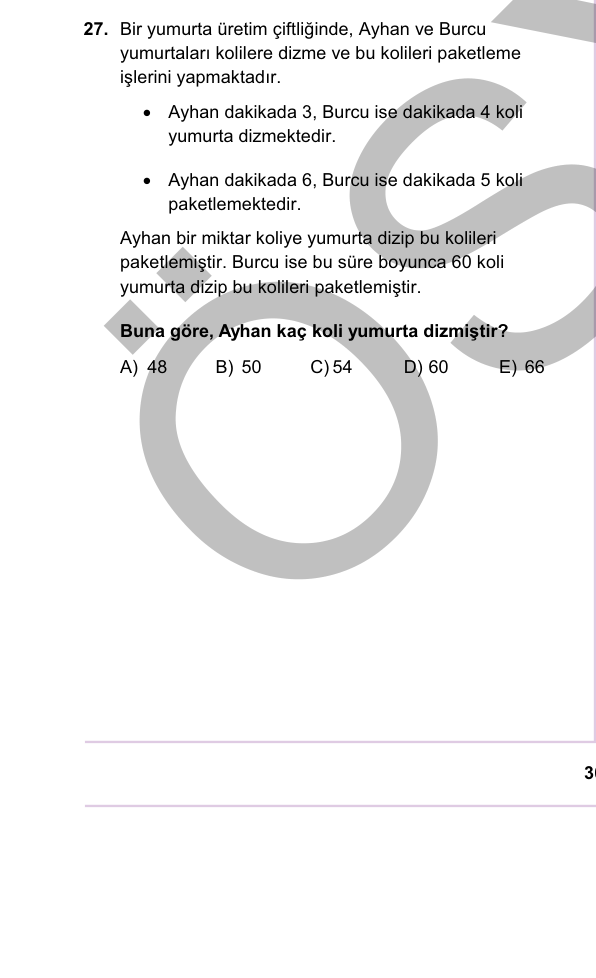 27. Bir yumurta üretim çiftliğinde, Ayhan ve Burcu
yumurtaları kolilere dizme ve bu kolileri paketleme
işlerini yapmaktadır.
• Ayhan dakikada 3, Burcu ise dakikada 4 koli
yumurta dizmektedir.
• Ayhan dakikada 6, Burcu ise dakikada 5 koli
paketlemektedir.
Ayhan bir miktar koliye yumurta dizip bu kolileri
paketlemiştir. Burcu ise bu süre boyunca 60 koli
yumurta dizip bu kolileri paketlemiştir.
Buna göre, Ayhan kaç koli yumurta dizmiştir?
A) 48 B) 50 C) 54 D) 60 E) 66